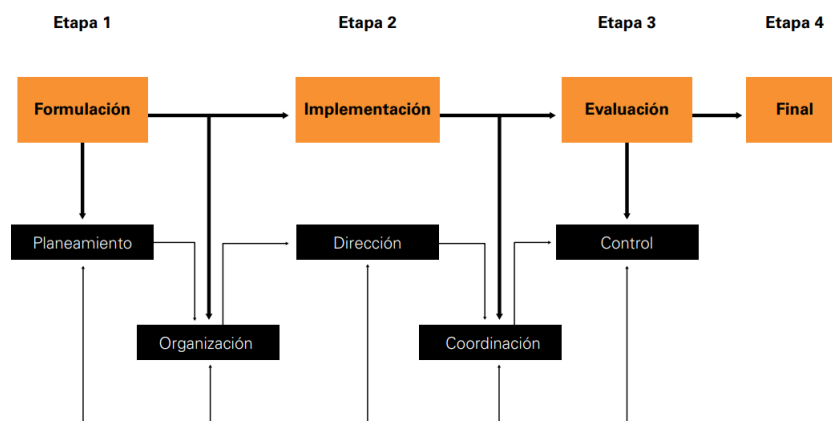 Etapa 1
Etapa 2
Etapa 3
Etapa 4
Formulación
Implementación
Evaluación
Final
Planeamiento
Dirección
Control
Organización
Coordinación